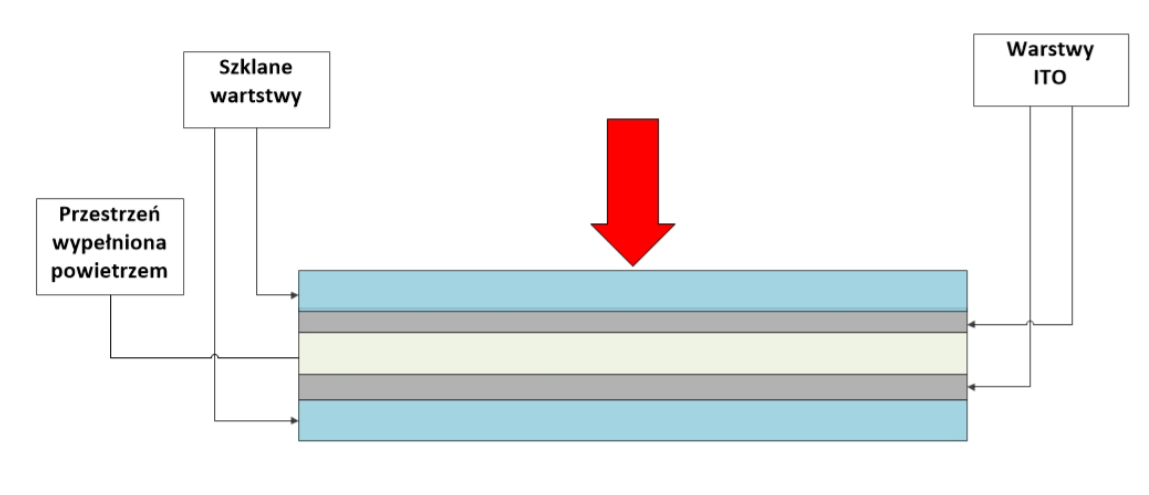 Szklane
wartstwy
Warstwy
ITO
Przestrzeń
wypełniona
powietrzem